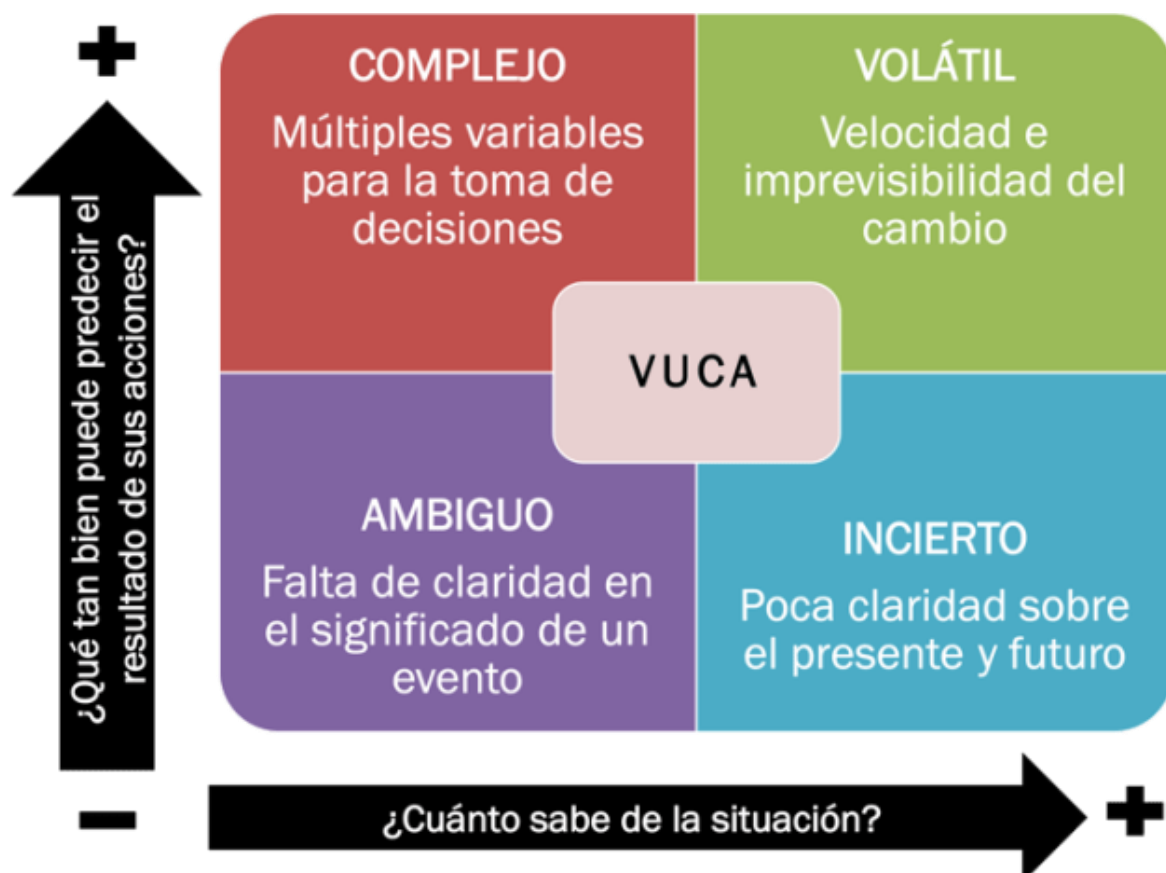 +
COMPLEJO
Múltiples variables
para la toma de
decisiones
VOLÁTIL
Velocidad e
imprevisibilidad del
cambio
¿Qué tan bien puede predecir el
resultado de sus acciones?
VUCA
AMBIGUO
Falta de claridad en
el significado de un
evento
INCIERTO
Poca claridad sobre
el presente y futuro
−
¿Cuánto sabe de la situación?
+